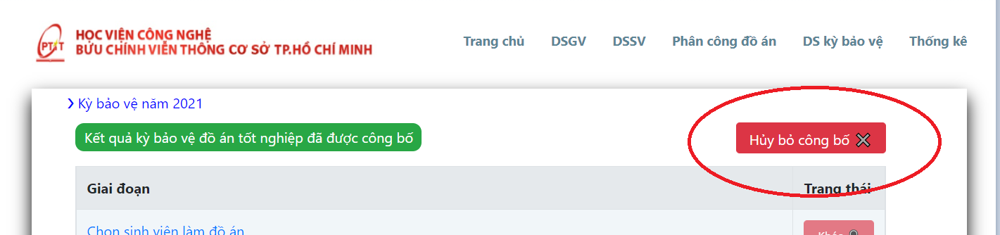 PTIT
HỌC VIỆN CÔNG NGHỆ
BƯU CHÍNH VIỄN THÔNG CƠ SỞ TP.HỒ CHÍ MINH
Trang chủ DSGV DSSV Phân công đồ án DS kỳ bảo vệ Thống kê
Kỳ bảo vệ năm 2021
Kết quả kỳ bảo vệ đồ án tốt nghiệp đã được công bố
Hủy bỏ công bố
Giai đoạn Trạng thái
Chọn sinh viên làm đồ án
Khóa